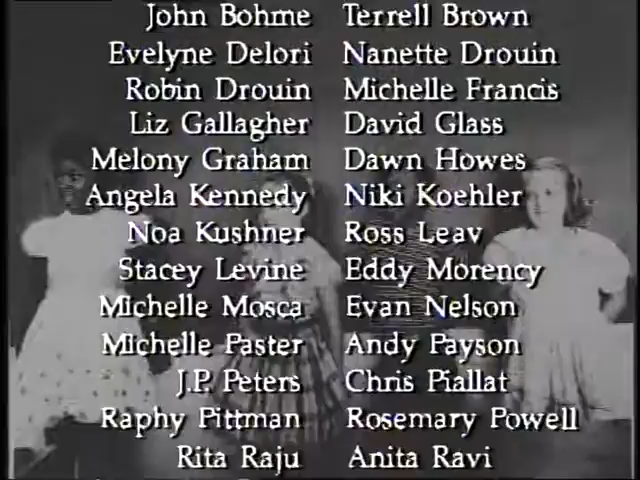 John Bohme Terrell Brown
Evelyne Delori Nanette Drouin
Robin Drouin Michelle Francis
Liz Gallagher David Glass
Melony Graham Dawn Howes
Angela Kennedy Niki Koehler
Noa Kushner Ross Leav
Stacey Levine Eddy Morency
Michelle Mosca Evan Nelson
Michelle Paster Andy Payson
J.P. Peters Chris Piallat
Raphy Pittman Rosemary Powell
Rita Raju Anita Ravi